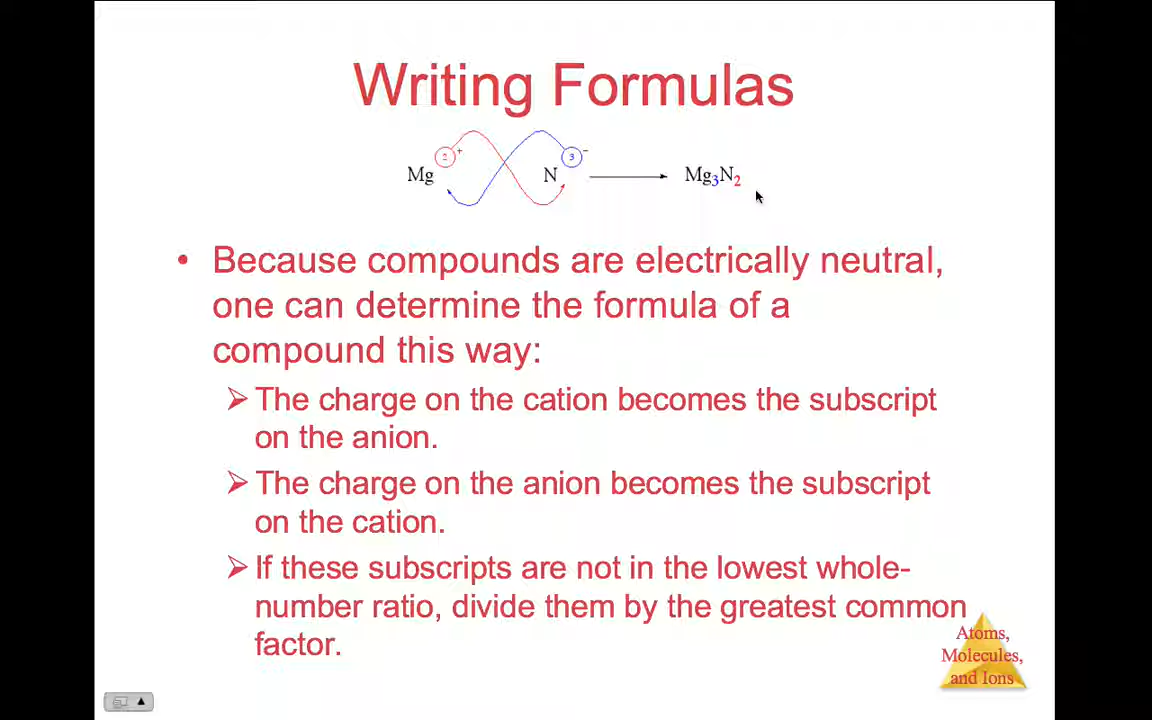 Writing Formulas
Mg 2+ N 3− Mg3N2
• Because compounds are electrically neutral,
one can determine the formula of a
compound this way:
➢ The charge on the cation becomes the subscript
on the anion.
➢ The charge on the anion becomes the subscript
on the cation.
➢ If these subscripts are not in the lowest whole-
number ratio, divide them by the greatest common
factor.
Atoms,
Molecules,
and Ions